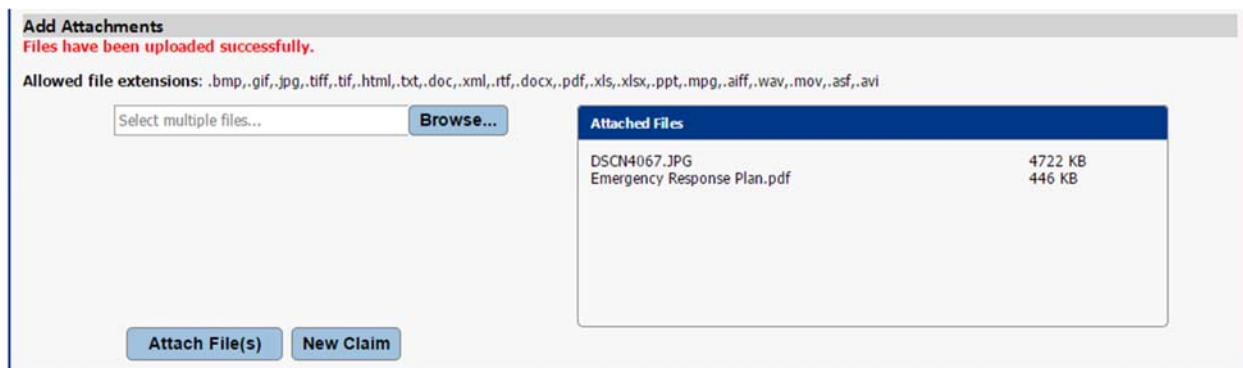 Add Attachments
Files have been uploaded successfully.
Allowed file extensions: .bmp,.gif,.jpg,.tiff,.tif,.html,.txt,.doc,.xml,.rtf,.docx,.pdf,.xls,.xlsx,.ppt,.mpg,.aiff,.wav,.mov,.asf,.avi
Select multiple files... Browse...
Attached Files
DSCN4067.JPG 4722 KB
Emergency Response Plan.pdf 446 KB
Attach File(s) New Claim